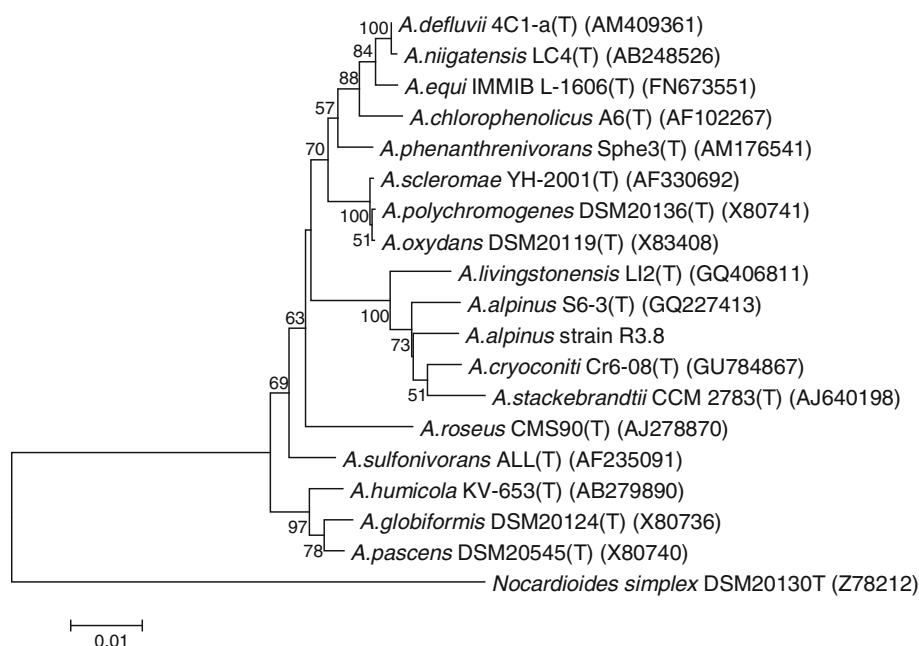 100
A.defluvii 4C1-a(T) (AM409361)
84
A.niigatensis LC4(T) (AB248526)
88
A.equi IMMIB L-1606(T) (FN673551)
57
A.chlorophenolicus A6(T) (AF102267)
70
A.phenanthrenivorans Sphe3(T) (AM176541)
A.scleromae YH-2001(T) (AF330692)
100
A.polychromogenes DSM20136(T) (X80741)
51
A.oxydans DSM20119(T) (X83408)
A.livingstonensis LI2(T) (GQ406811)
100
A.alpinus S6-3(T) (GQ227413)
63
73
A.alpinus strain R3.8
A.cryoconiti Cr6-08(T) (GU784867)
69
51
A.stackebrandtii CCM 2783(T) (AJ640198)
A.roseus CMS90(T) (AJ278870)
A.sulfonivorans ALL(T) (AF235091)
A.humicola KV-653(T) (AB279890)
97
A.globiformis DSM20124(T) (X80736)
78
A.pascens DSM20545(T) (X80740)
Nocardioides simplex DSM20130T (Z78212)
0.01